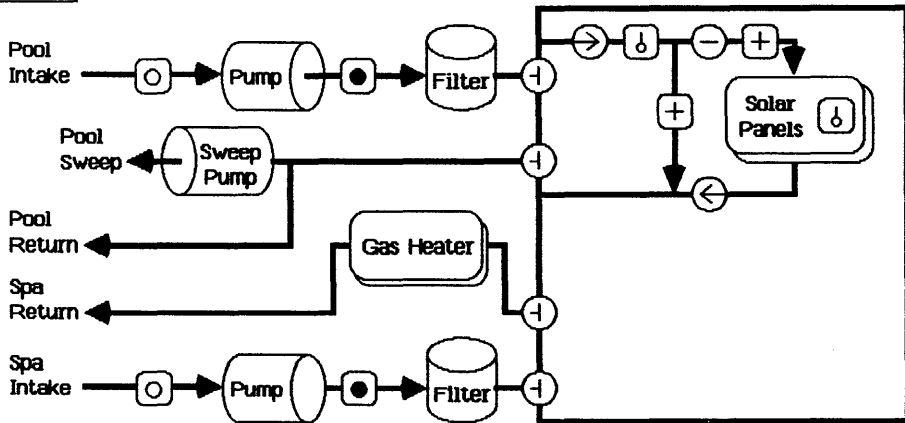 Pool
Intake
Pump
Filter
Solar
Panels
Pool
Sweep
Sweep
Pump
Pool
Return
Gas Heater
Spa
Return
Spa
Intake
Pump
Filter